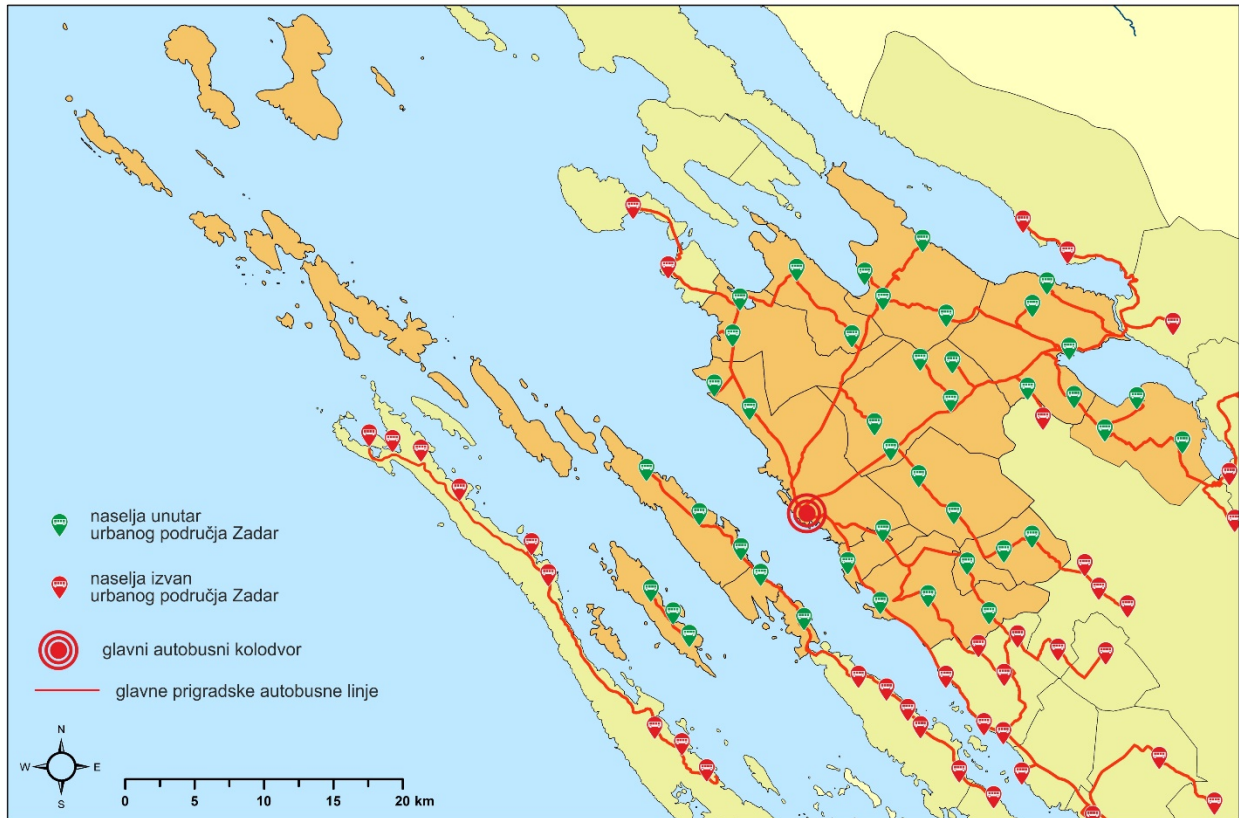 naselja unutar
urbanog područja Zadar
naselja izvan
urbanog područja Zadar
glavni autobusni kolodvor
glavne prigradske autobusne linje
N
W E
S
0 5 10 15 20 km